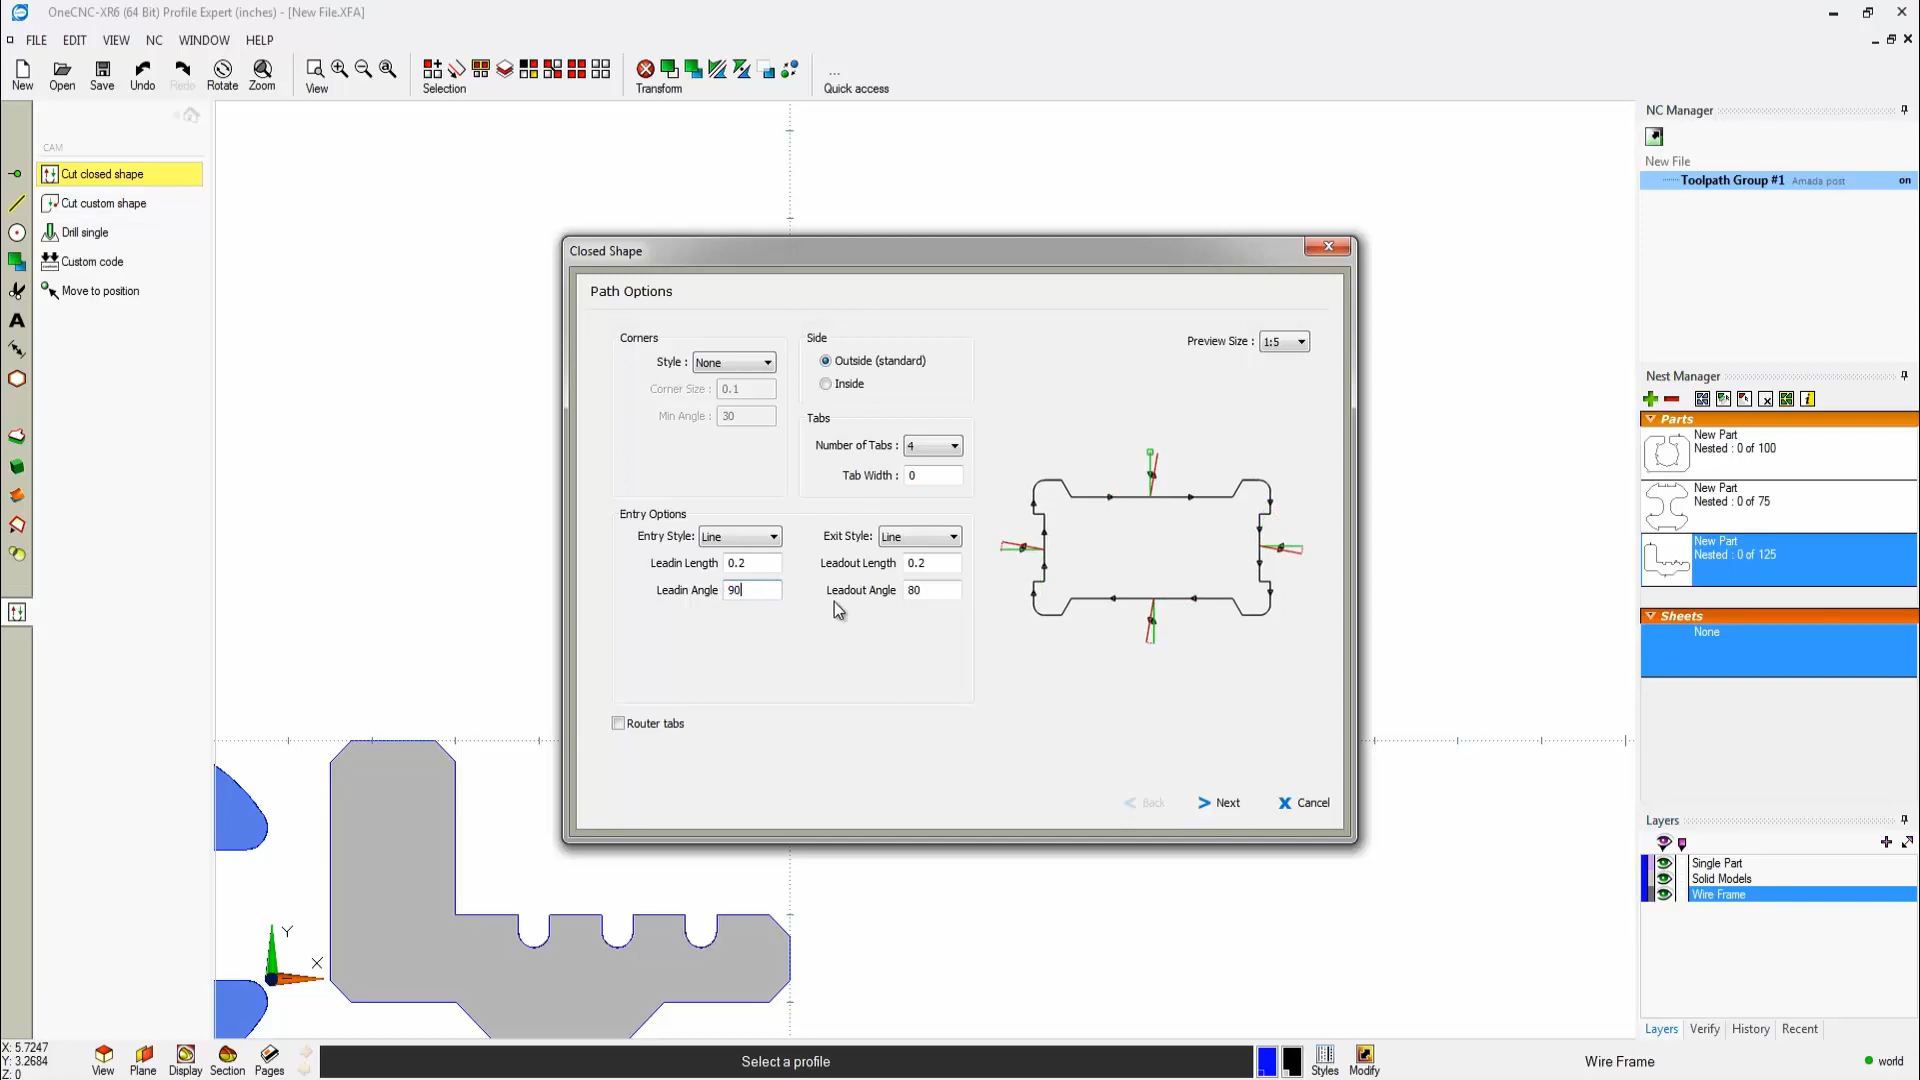 OneCNC-XR6 (64 Bit) Profile Expert (inches) - [New File.XFA]
FILE EDIT VIEW NC WINDOW HELP
New Open Save Undo Redo Rotate Zoom View Selection Transform ... Quick access
CAM
Cut closed shape
Cut custom shape
Drill single
Custom code
Move to position
Closed Shape
Path Options
Corners
Style : None
Corner Size : 0.1
Min Angle : 30
Side
Outside (standard)
Inside
Tabs
Number of Tabs : 4
Tab Width : 0
Preview Size : 1:5
Entry Options
Entry Style: Line
Leadin Length 0.2
Leadin Angle 90
Exit Style: Line
Leadout Length 0.2
Leadout Angle 80
Router tabs
< Back > Next X Cancel
Y
X
NC Manager
New File
Toolpath Group #1 Amada post on
Nest Manager
Parts
New Part
Nested : 0 of 100
New Part
Nested : 0 of 75
New Part
Nested : 0 of 125
Sheets
None
Layers
Single Part
Solid Models
Wire Frame
Layers Verify History Recent
X: 5.7247
Y: 3.2684
Z: 0
View Plane Display Section Pages
Select a profile
Styles Modify
Wire Frame
world